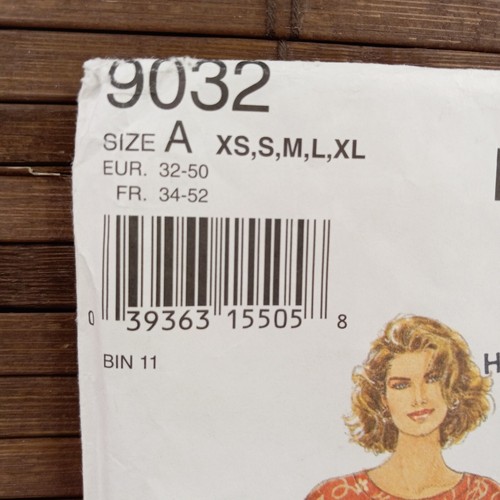 9032
SIZE A XS,S,M,L,XL
EUR. 32-50
FR. 34-52
0 39363 15505 8
BIN 11
H